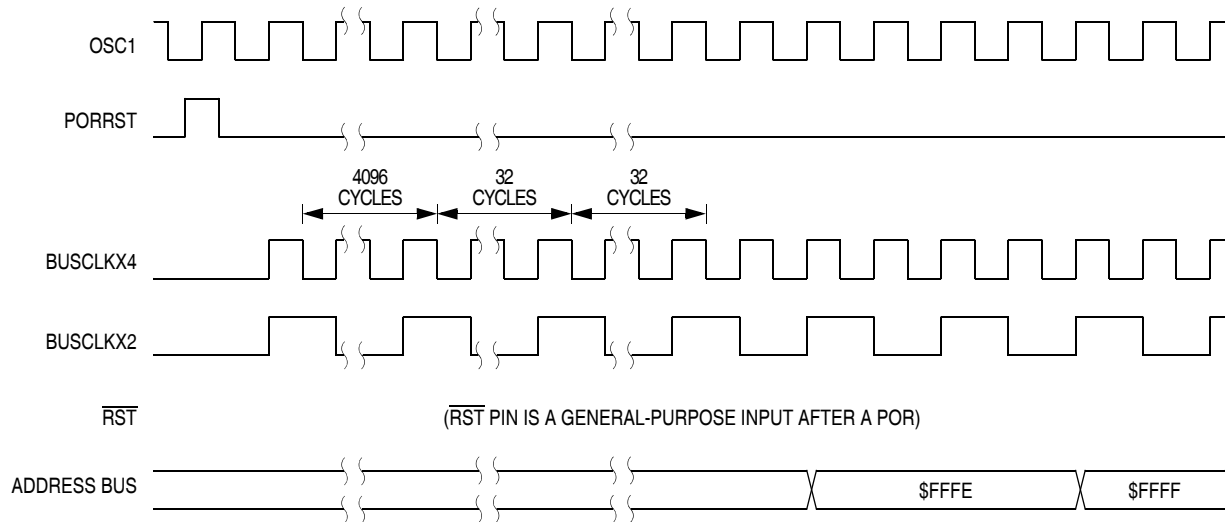 OSC1
PORRST
4096
CYCLES
32
CYCLES
32
CYCLES
BUSCLKX4
BUSCLKX2
RST
(RST PIN IS A GENERAL-PURPOSE INPUT AFTER A POR)
ADDRESS BUS
$FFFE
$FFFF